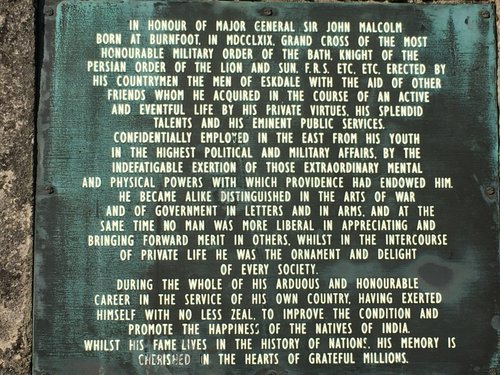 IN HONOUR OF MAJOR GENERAL SIR JOHN MALCOLM
BORN AT BURNFOOT, IN MDCCLXIX, GRAND CROSS OF THE MOST
HONOURABLE MILITARY ORDER OF THE BATH, KNIGHT OF THE
PERSIAN ORDER OF THE LION AND SUN, F.R.S. ETC, ETC, ERECTED BY
HIS COUNTRYMEN THE MEN OF ESKDALE WITH THE AID OF OTHER
FRIENDS WHOM HE ACQUIRED IN THE COURSE OF AN ACTIVE
AND EVENTFUL LIFE BY HIS PRIVATE VIRTUES, HIS SPLENDID
TALENTS AND HIS EMINENT PUBLIC SERVICES.
CONFIDENTIALLY EMPLOYED IN THE EAST FROM HIS YOUTH
IN THE HIGHEST POLITICAL AND MILITARY AFFAIRS, BY THE
INDEFATIGABLE EXERTION OF THOSE EXTRAORDINARY MENTAL
AND PHYSICAL POWERS WITH WHICH PROVIDENCE HAD ENDOWED HIM.
HE BECAME ALIKE DISTINGUISHED IN THE ARTS OF WAR
AND OF GOVERNMENT IN LETTERS AND IN ARMS, AND AT THE
SAME TIME NO MAN WAS MORE LIBERAL IN APPRECIATING AND
BRINGING FORWARD MERIT IN OTHERS, WHILST IN THE INTERCOURSE
OF PRIVATE LIFE HE WAS THE ORNAMENT AND DELIGHT
OF EVERY SOCIETY.
DURING THE WHOLE OF HIS ARDUOUS AND HONOURABLE
CAREER IN THE SERVICE OF HIS OWN COUNTRY, HAVING EXERTED
HIMSELF WITH NO LESS ZEAL, TO IMPROVE THE CONDITION AND
PROMOTE THE HAPPINESS OF THE NATIVES OF INDIA.
WHILST HIS FAME LIVES IN THE HISTORY OF NATIONS, HIS MEMORY IS
CHERISHED IN THE HEARTS OF GRATEFUL MILLIONS.